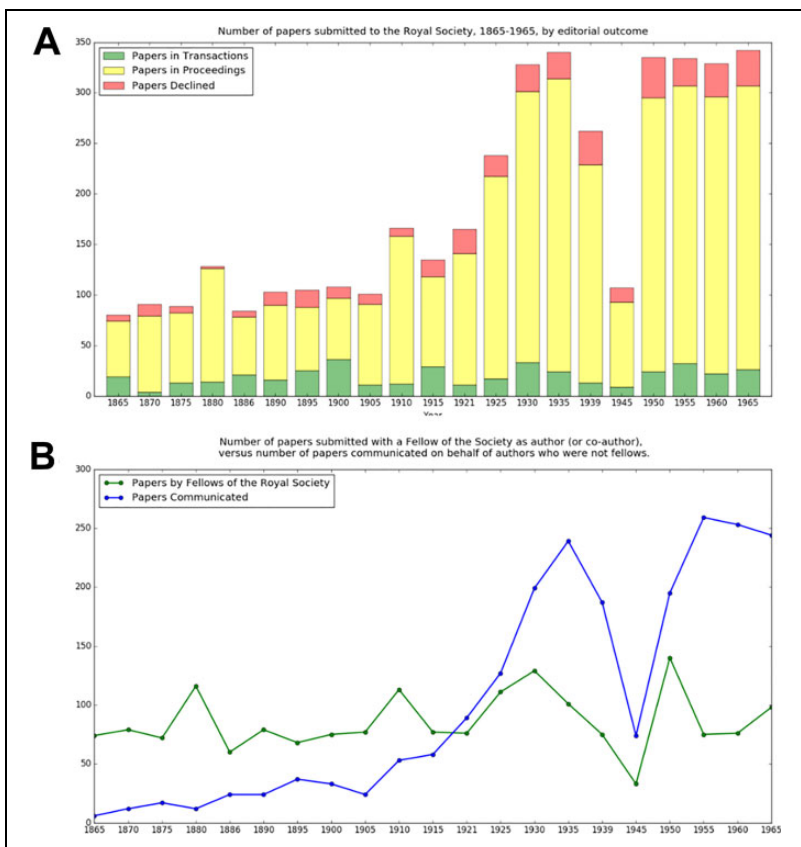 A
Number of papers submitted to the Royal Society, 1865-1965, by editorial outcome
Papers in Transactions
Papers in Proceedings
Papers Declined
350
300
250
200
150
100
50
0
1865 1870 1875 1880 1886 1890 1895 1900 1905 1910 1915 1921 1925 1930 1935 1939 1945 1950 1955 1960 1965
Year
B
Number of papers submitted with a Fellow of the Society as author (or co-author),
versus number of papers communicated on behalf of authors who were not fellows.
Papers by Fellows of the Royal Society
Papers Communicated
300
250
200
150
100
50
0
1865 1870 1875 1880 1886 1890 1895 1900 1905 1910 1915 1921 1925 1930 1935 1939 1945 1950 1955 1960 1965